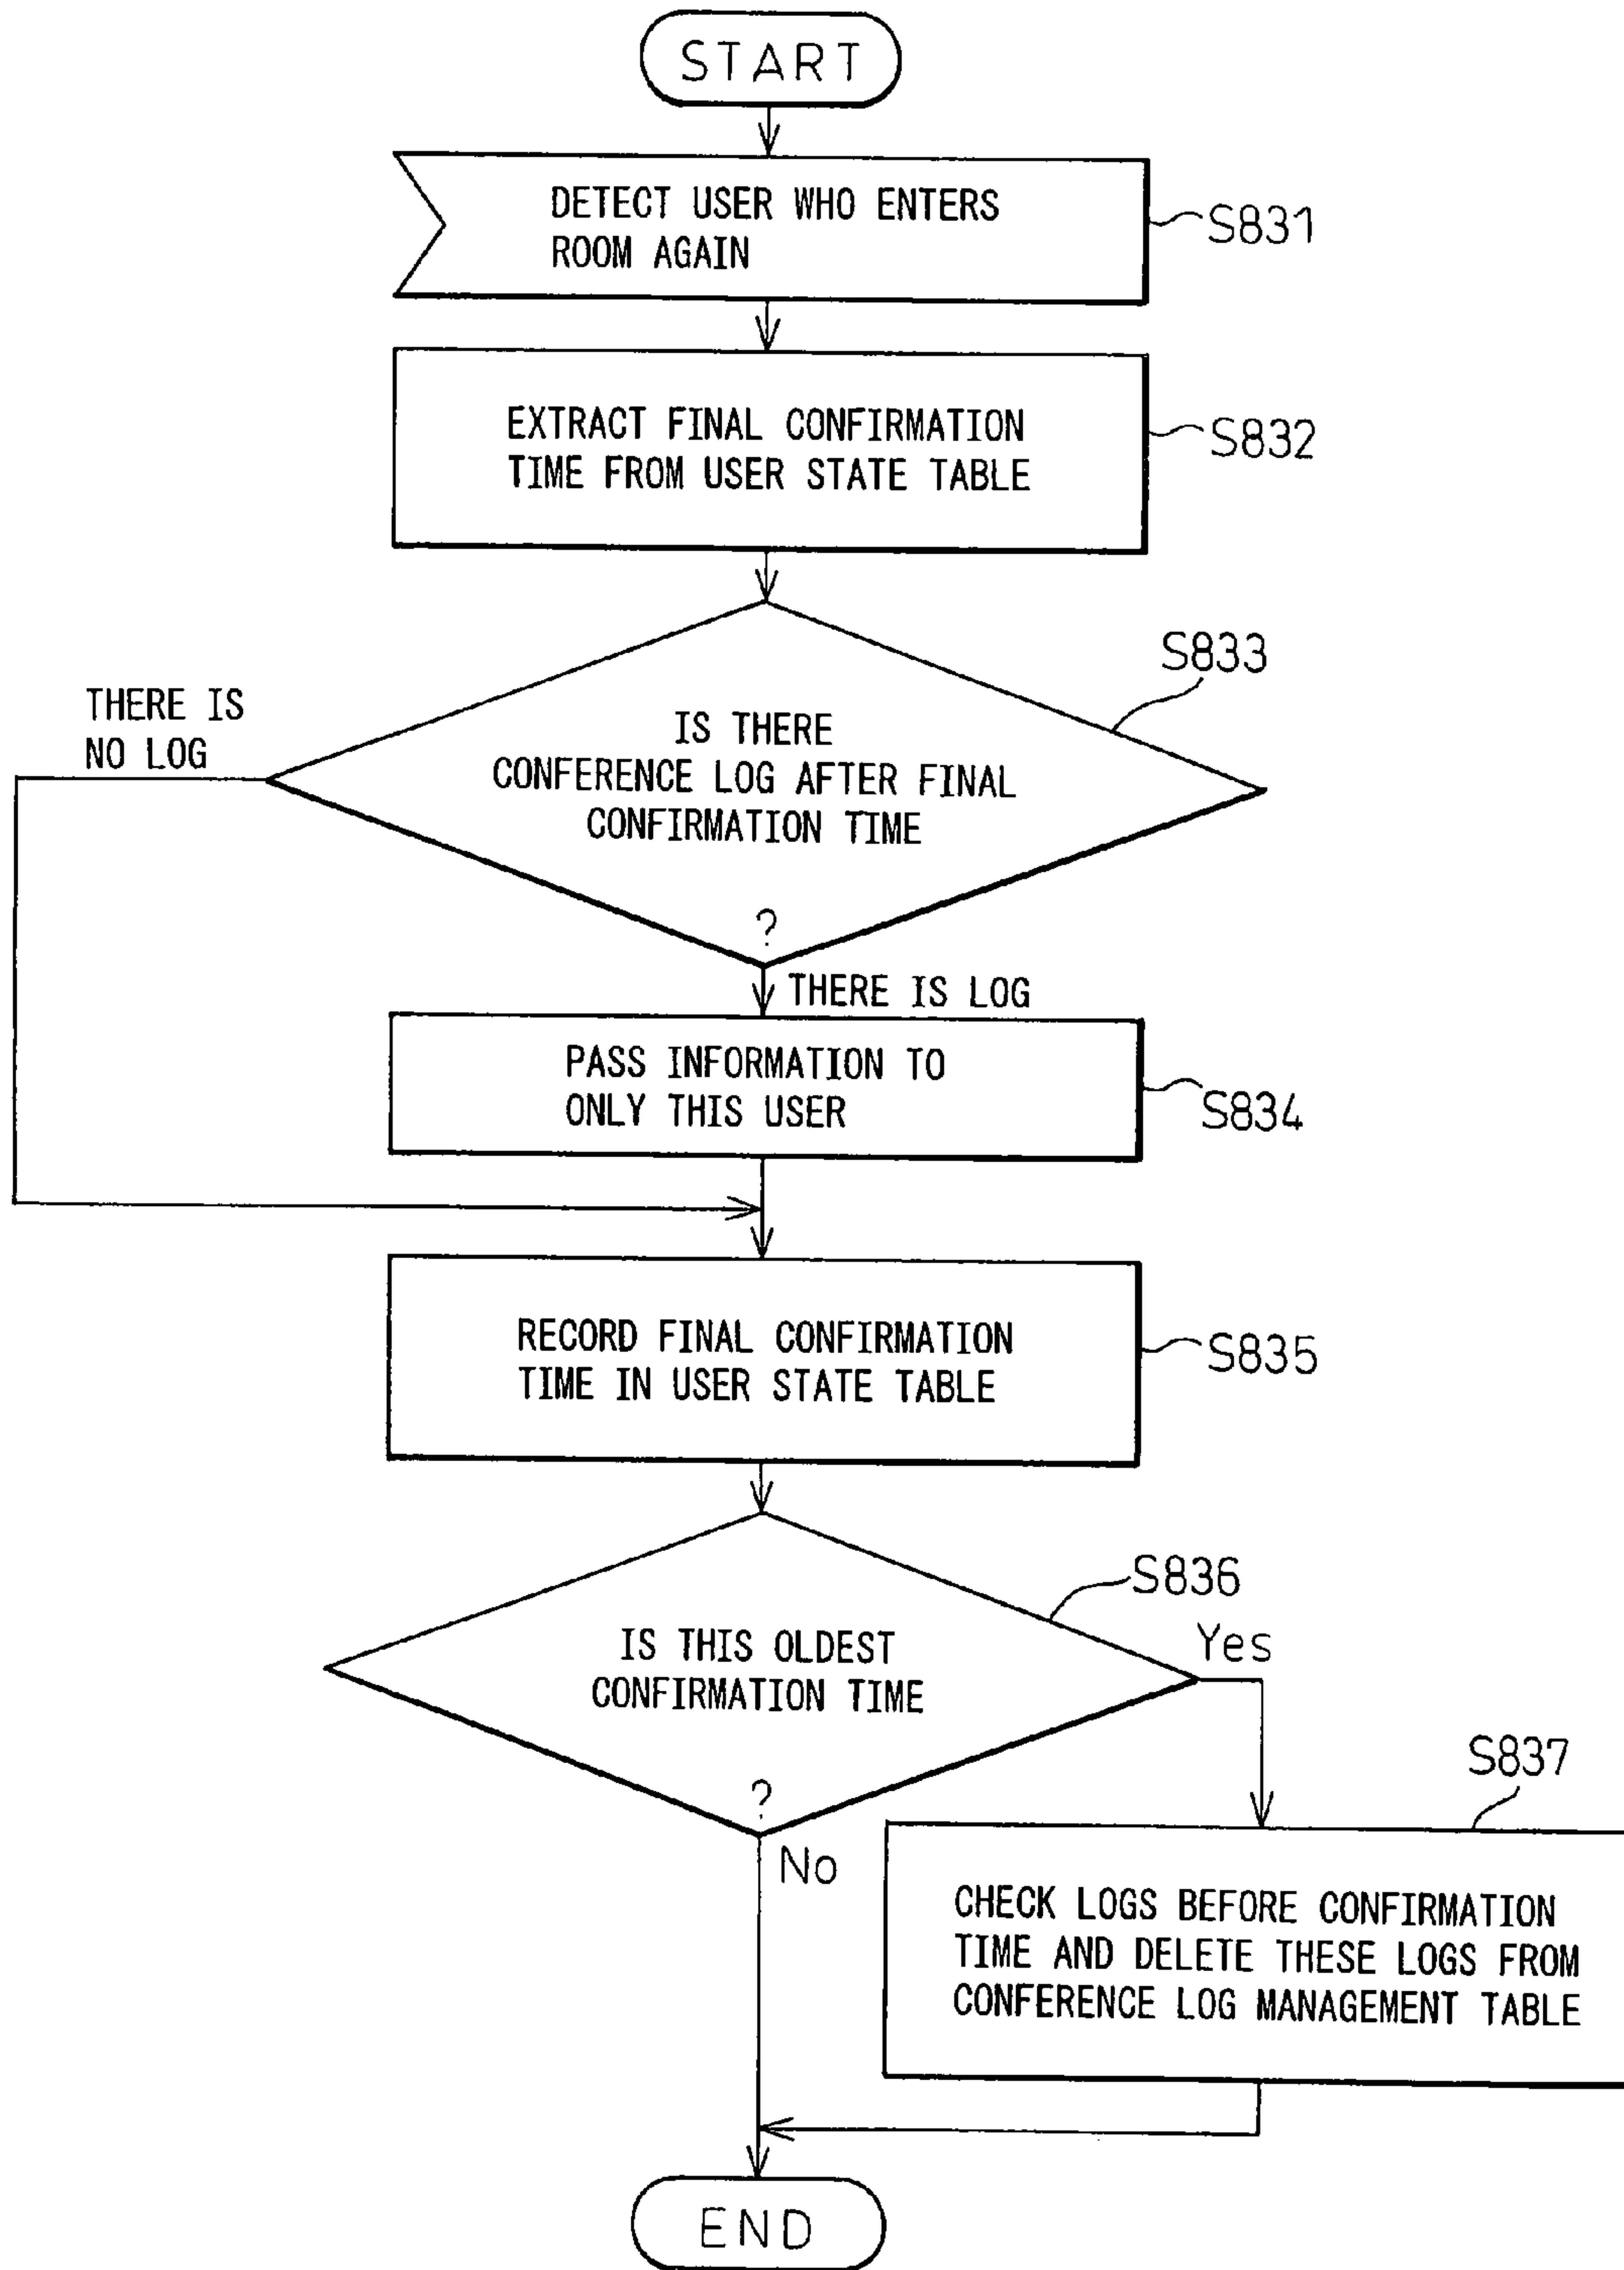 START
DETECT USER WHO ENTERS
ROOM AGAIN
S831
EXTRACT FINAL CONFIRMATION
TIME FROM USER STATE TABLE
S832
S833
THERE IS
NO LOG
IS THERE
CONFERENCE LOG AFTER FINAL
CONFIRMATION TIME
?
THERE IS LOG
PASS INFORMATION TO
ONLY THIS USER
S834
RECORD FINAL CONFIRMATION
TIME IN USER STATE TABLE
S835
S836
IS THIS OLDEST
CONFIRMATION TIME
?
Yes
No
S837
CHECK LOGS BEFORE CONFIRMATION
TIME AND DELETE THESE LOGS FROM
CONFERENCE LOG MANAGEMENT TABLE
END